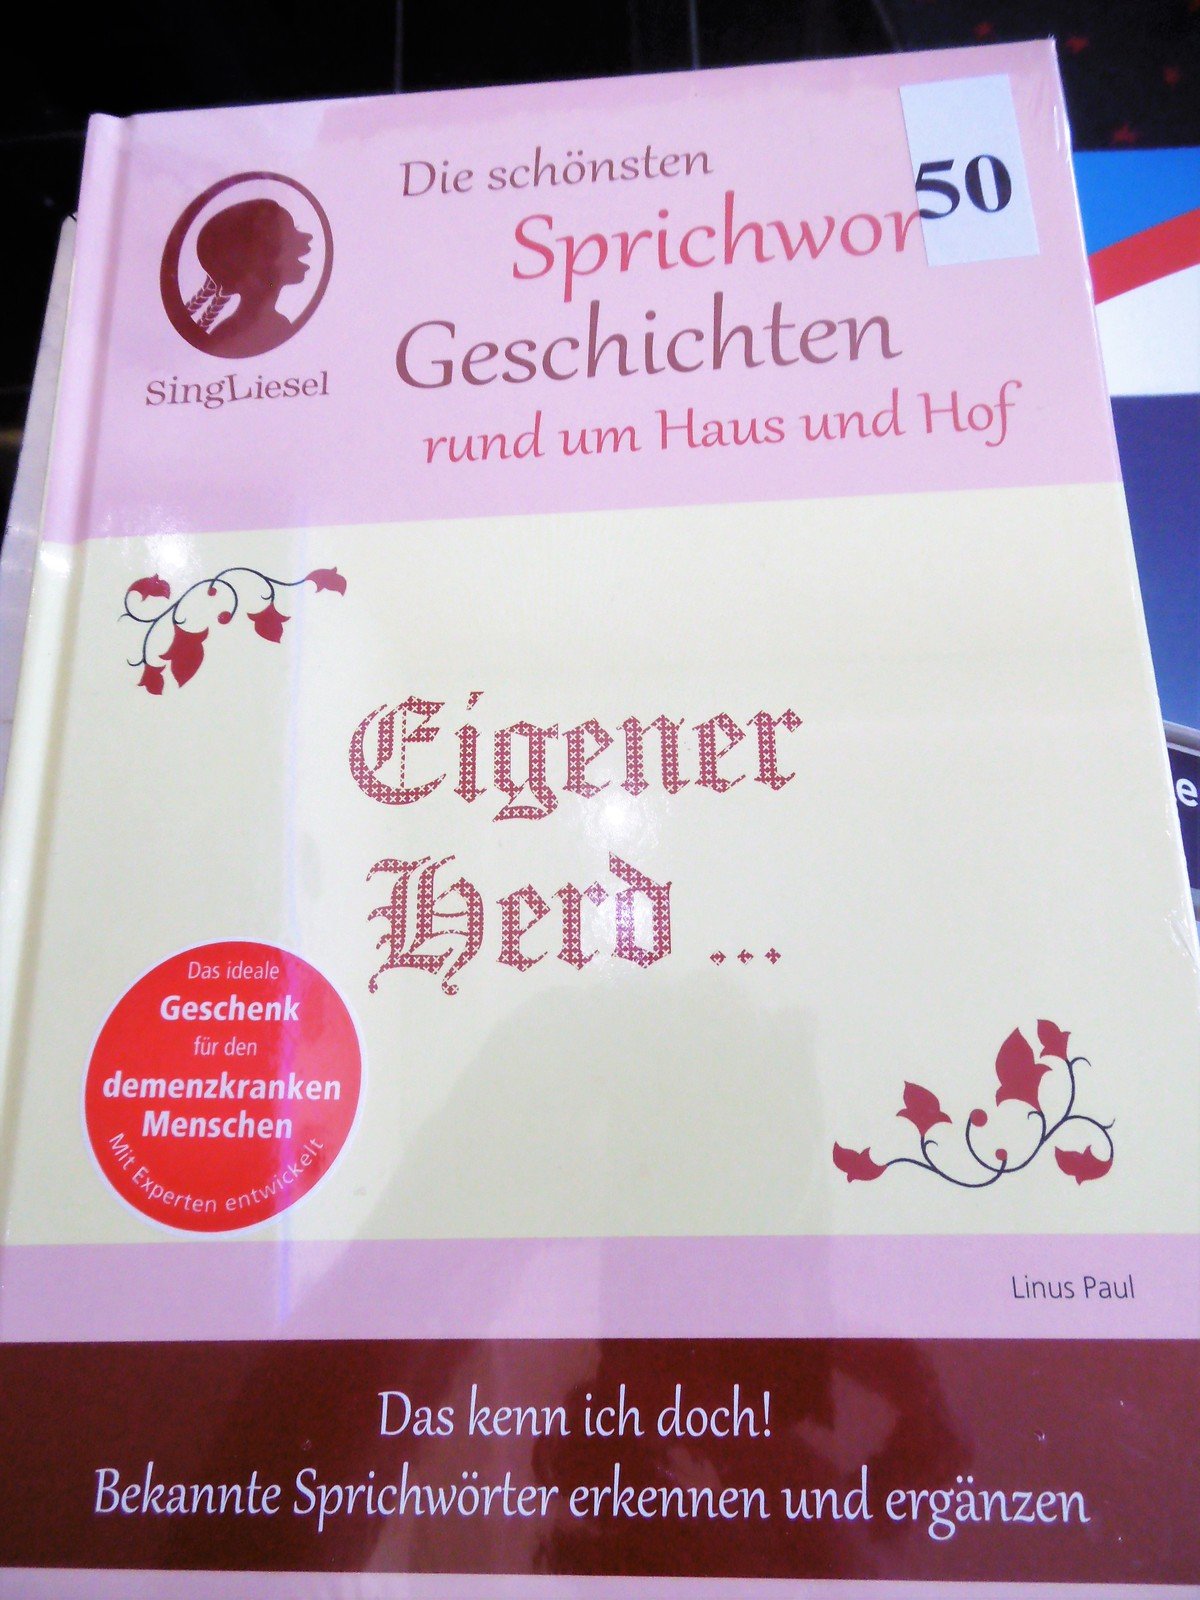 Die schönsten
50
Sprichwor
Geschichten
rund um Haus und Hof
SingLiesel
Eigener
Herd ...
Das ideale
Geschenk
für den
demenzkranken
Menschen
Mit Experten entwickelt
Linus Paul
Das kenn ich doch!
Bekannte Sprichwörter erkennen und ergänzen
e